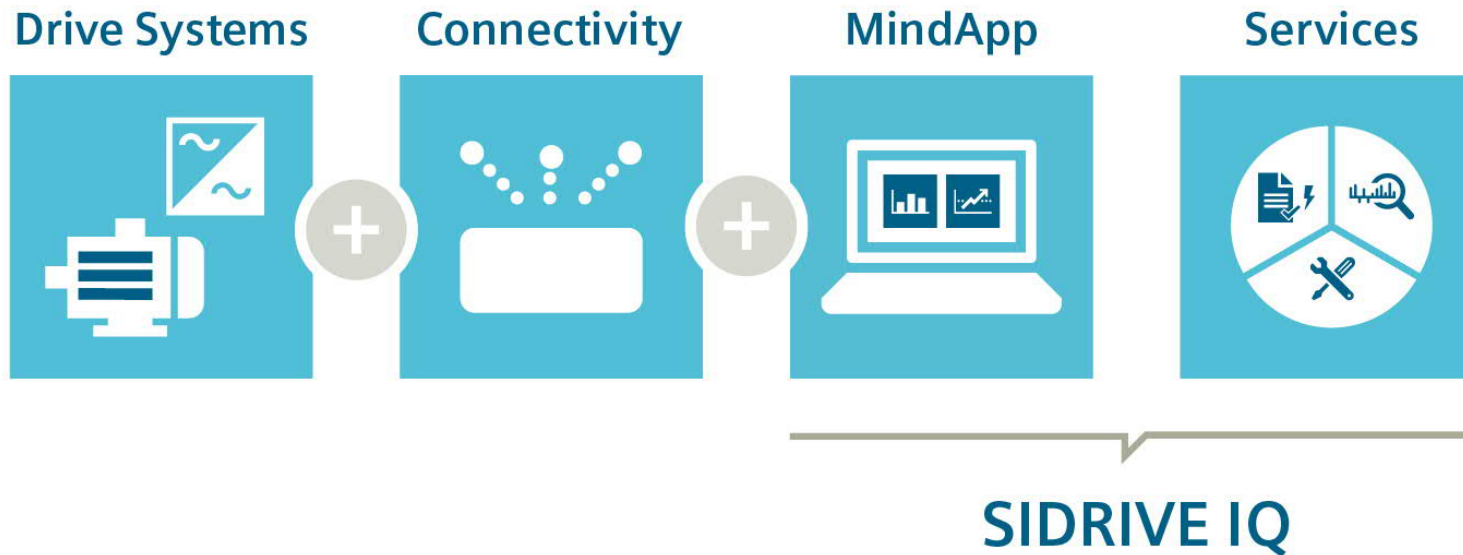 Drive Systems
Connectivity
MindApp
Services
SIDRIVE IQ